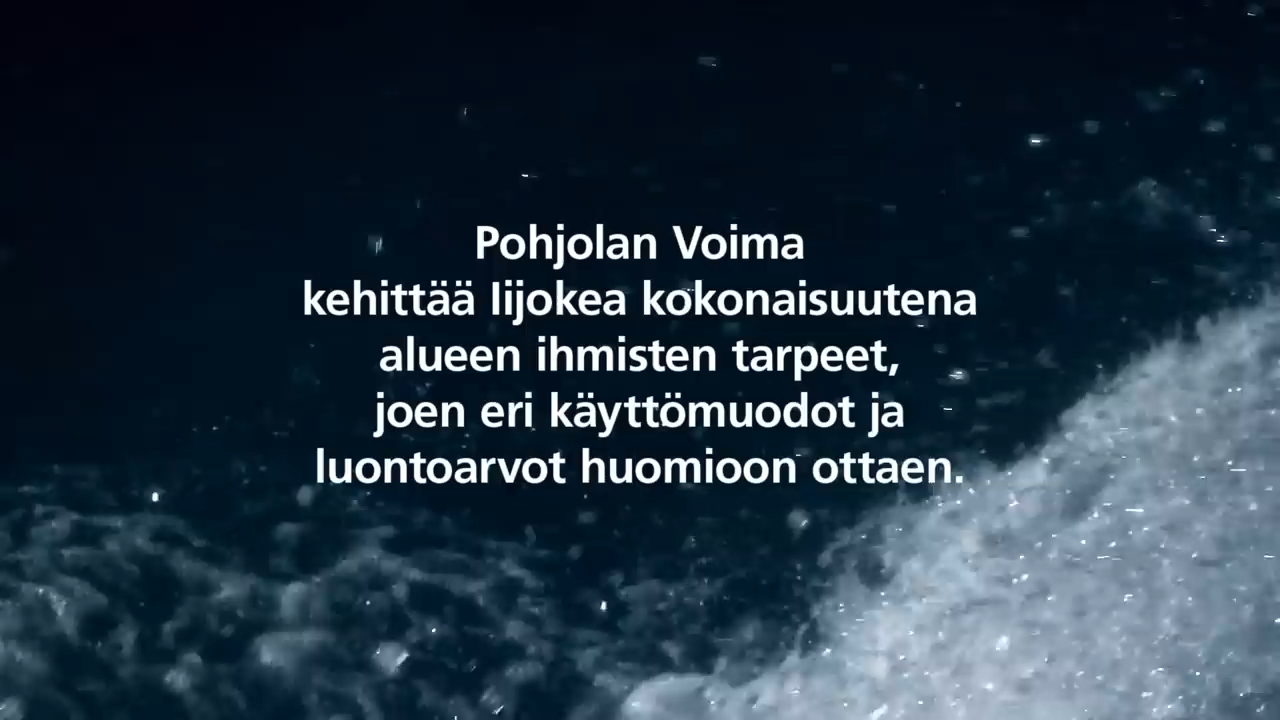 Pohjolan Voima
kehittää Iijokea kokonaisuutena
alueen ihmisten tarpeet,
joen eri käyttömuodot ja
luontoarvot huomioon ottaen.